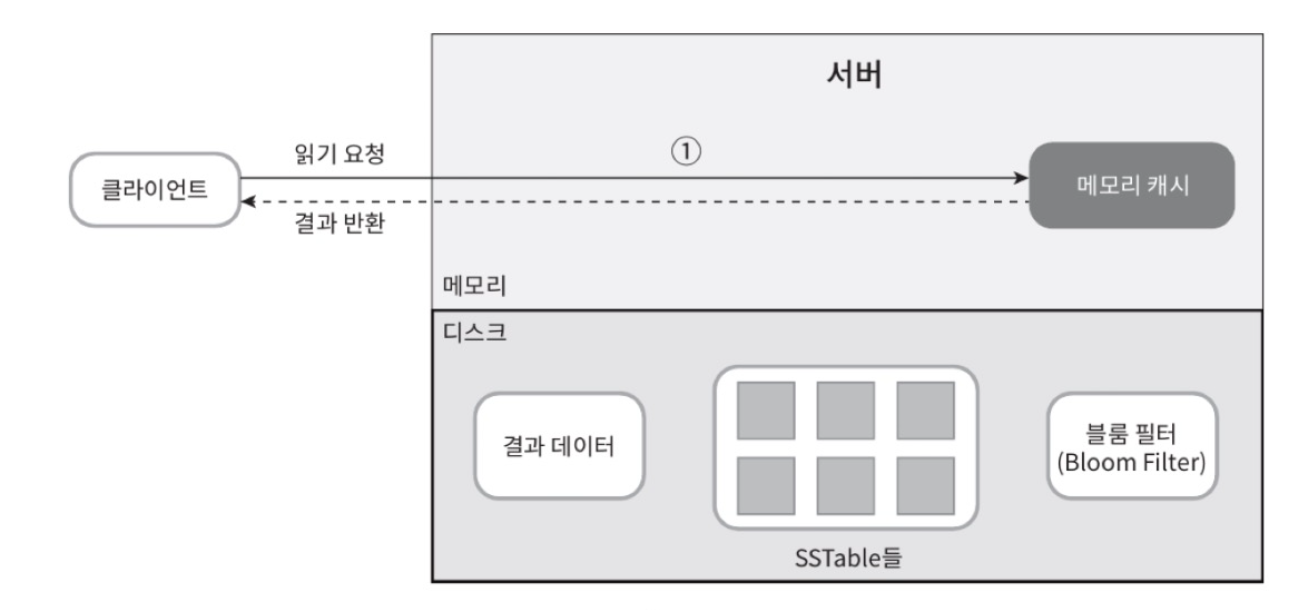 서버
읽기 요청
①
클라이언트
메모리 캐시
결과 반환
메모리
디스크
결과 데이터
블룸 필터
(Bloom Filter)
SSTable들